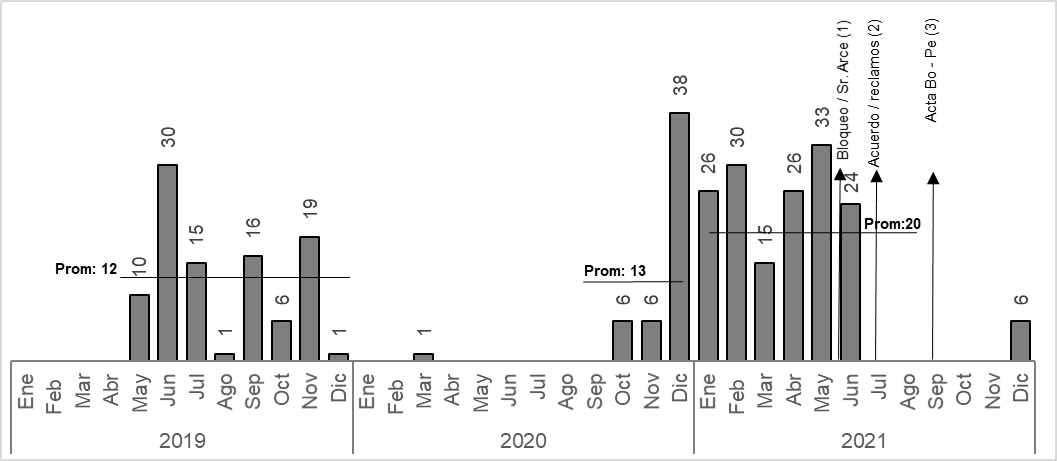 Bloqueo / Sr. Arce (1)
Acuerdo / reclamos (2)
Acta Bo - Pe (3)
10
30
15
1
16
6
19
1
1
6
6
38
26
30
15
26
33
24
6
Prom: 12
Prom: 13
Prom:20
Ene Feb Mar Abr May Jun Jul Ago Sep Oct Nov Dic Ene Feb Mar Abr May Jun Jul Ago Sep Oct Nov Dic Ene Feb Mar Abr May Jun Jul Ago Sep Oct Nov Dic
2019 2020 2021